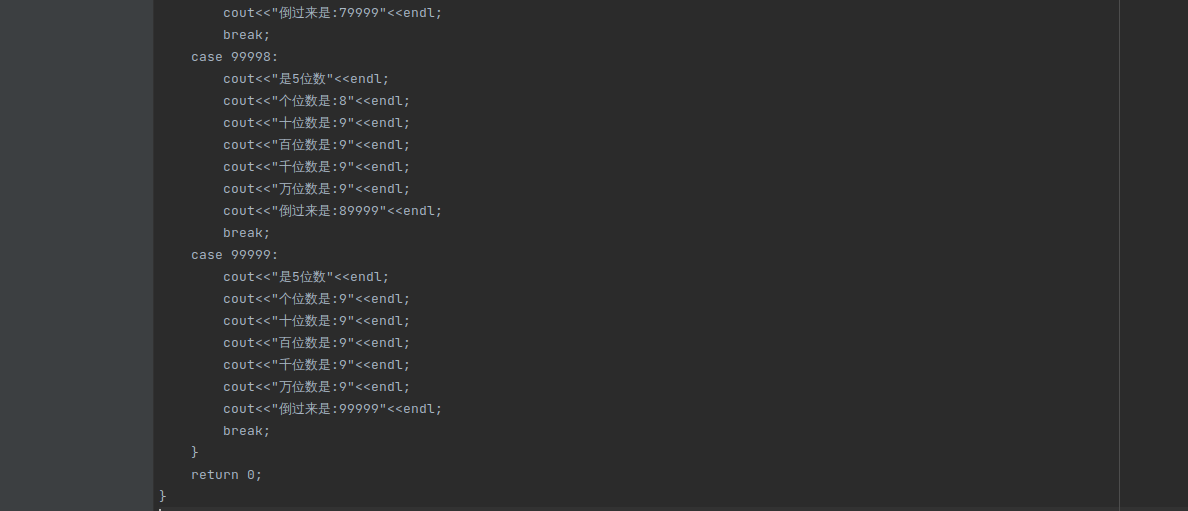 cout<<"倒过来是:79999"<<endl;
break;
case 99998:
cout<<"是5位数"<<endl;
cout<<"个位数是:8"<<endl;
cout<<"十位数是:9"<<endl;
cout<<"百位数是:9"<<endl;
cout<<"千位数是:9"<<endl;
cout<<"万位数是:9"<<endl;
cout<<"倒过来是:89999"<<endl;
break;
case 99999:
cout<<"是5位数"<<endl;
cout<<"个位数是:9"<<endl;
cout<<"十位数是:9"<<endl;
cout<<"百位数是:9"<<endl;
cout<<"千位数是:9"<<endl;
cout<<"万位数是:9"<<endl;
cout<<"倒过来是:99999"<<endl;
break;
}
return 0;
}